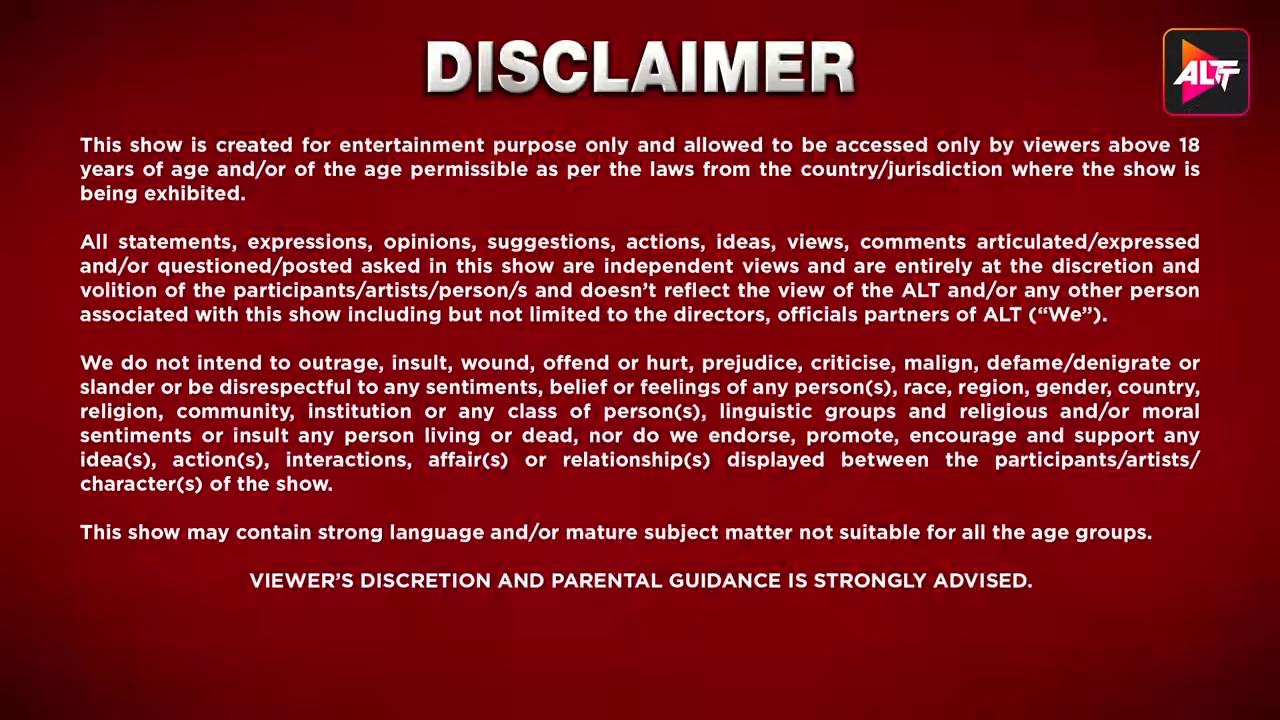 DISCLAIMER
ALTT
This show is created for entertainment purpose only and allowed to be accessed only by viewers above 18
years of age and/or of the age permissible as per the laws from the country/jurisdiction where the show is
being exhibited.
All statements, expressions, opinions, suggestions, actions, ideas, views, comments articulated/expressed
and/or questioned/posted asked in this show are independent views and are entirely at the discretion and
volition of the participants/artists/person/s and doesn’t reflect the view of the ALT and/or any other person
associated with this show including but not limited to the directors, officials partners of ALT (“We”).
We do not intend to outrage, insult, wound, offend or hurt, prejudice, criticise, malign, defame/denigrate or
slander or be disrespectful to any sentiments, belief or feelings of any person(s), race, region, gender, country,
religion, community, institution or any class of person(s), linguistic groups and religious and/or moral
sentiments or insult any person living or dead, nor do we endorse, promote, encourage and support any
idea(s), action(s), interactions, affair(s) or relationship(s) displayed between the participants/artists/
character(s) of the show.
This show may contain strong language and/or mature subject matter not suitable for all the age groups.
VIEWER’S DISCRETION AND PARENTAL GUIDANCE IS STRONGLY ADVISED.